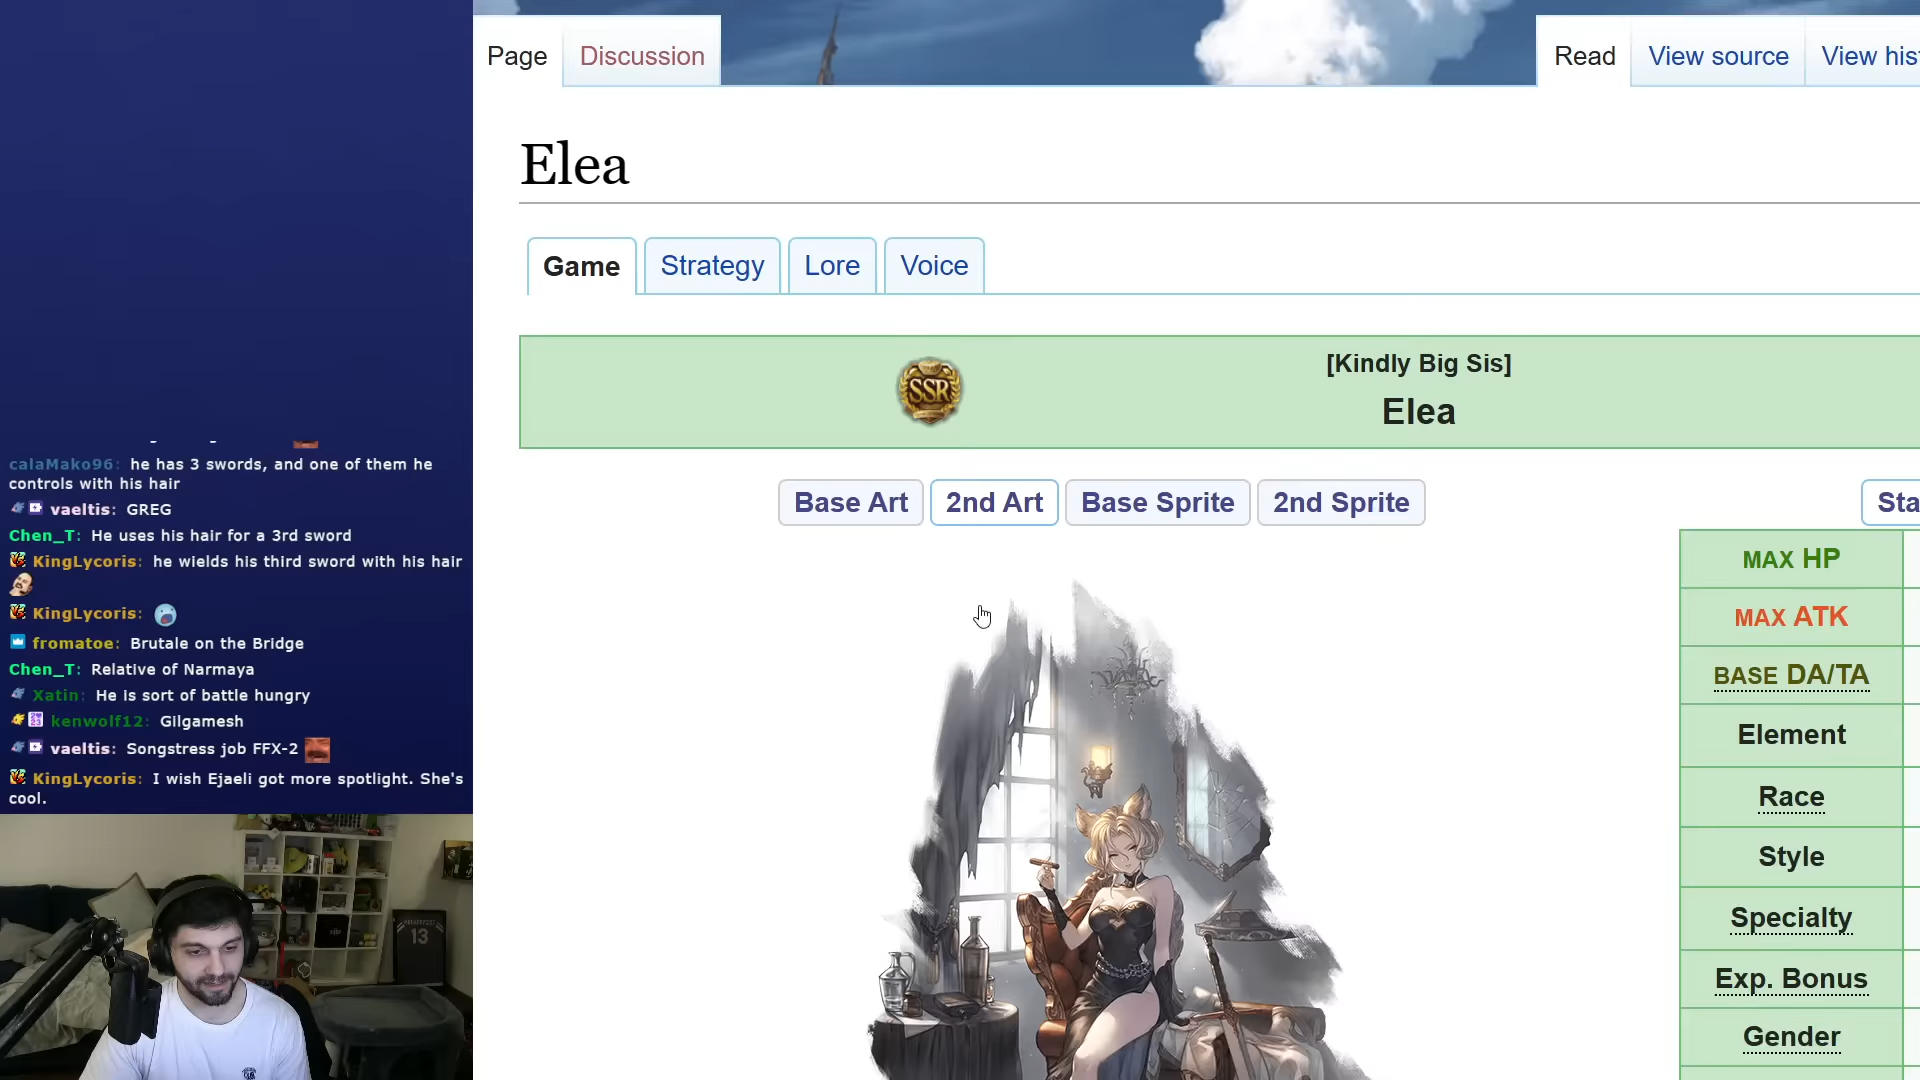 Page
Discussion
Read
View source
View his
Elea
Game
Strategy
Lore
Voice
SSR
[Kindly Big Sis]
Elea
Base Art
2nd Art
Base Sprite
2nd Sprite
Sta
MAX HP
MAX ATK
BASE DA/TA
Element
Race
Style
Specialty
Exp. Bonus
Gender
calaMako96: he has 3 swords, and one of them he
controls with his hair
vaeltis: GREG
Chen_T: He uses his hair for a 3rd sword
KingLycoris: he wields his third sword with his hair
KingLycoris:
fromatoe: Brutale on the Bridge
Chen_T: Relative of Narmaya
Xatin: He is sort of battle hungry
kenwolf12: Gilgamesh
vaeltis: Songstress job FFX-2
KingLycoris: I wish Ejaeli got more spotlight. She's
cool.
13